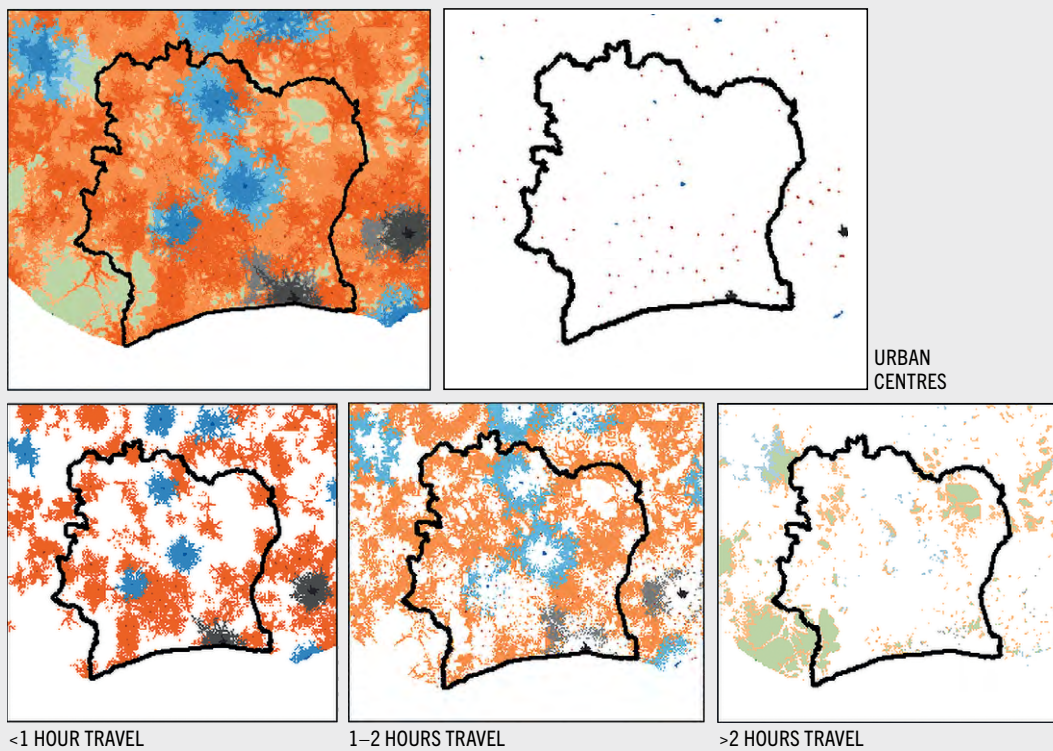 URBAN
CENTRES
<1 HOUR TRAVEL
1–2 HOURS TRAVEL
>2 HOURS TRAVEL